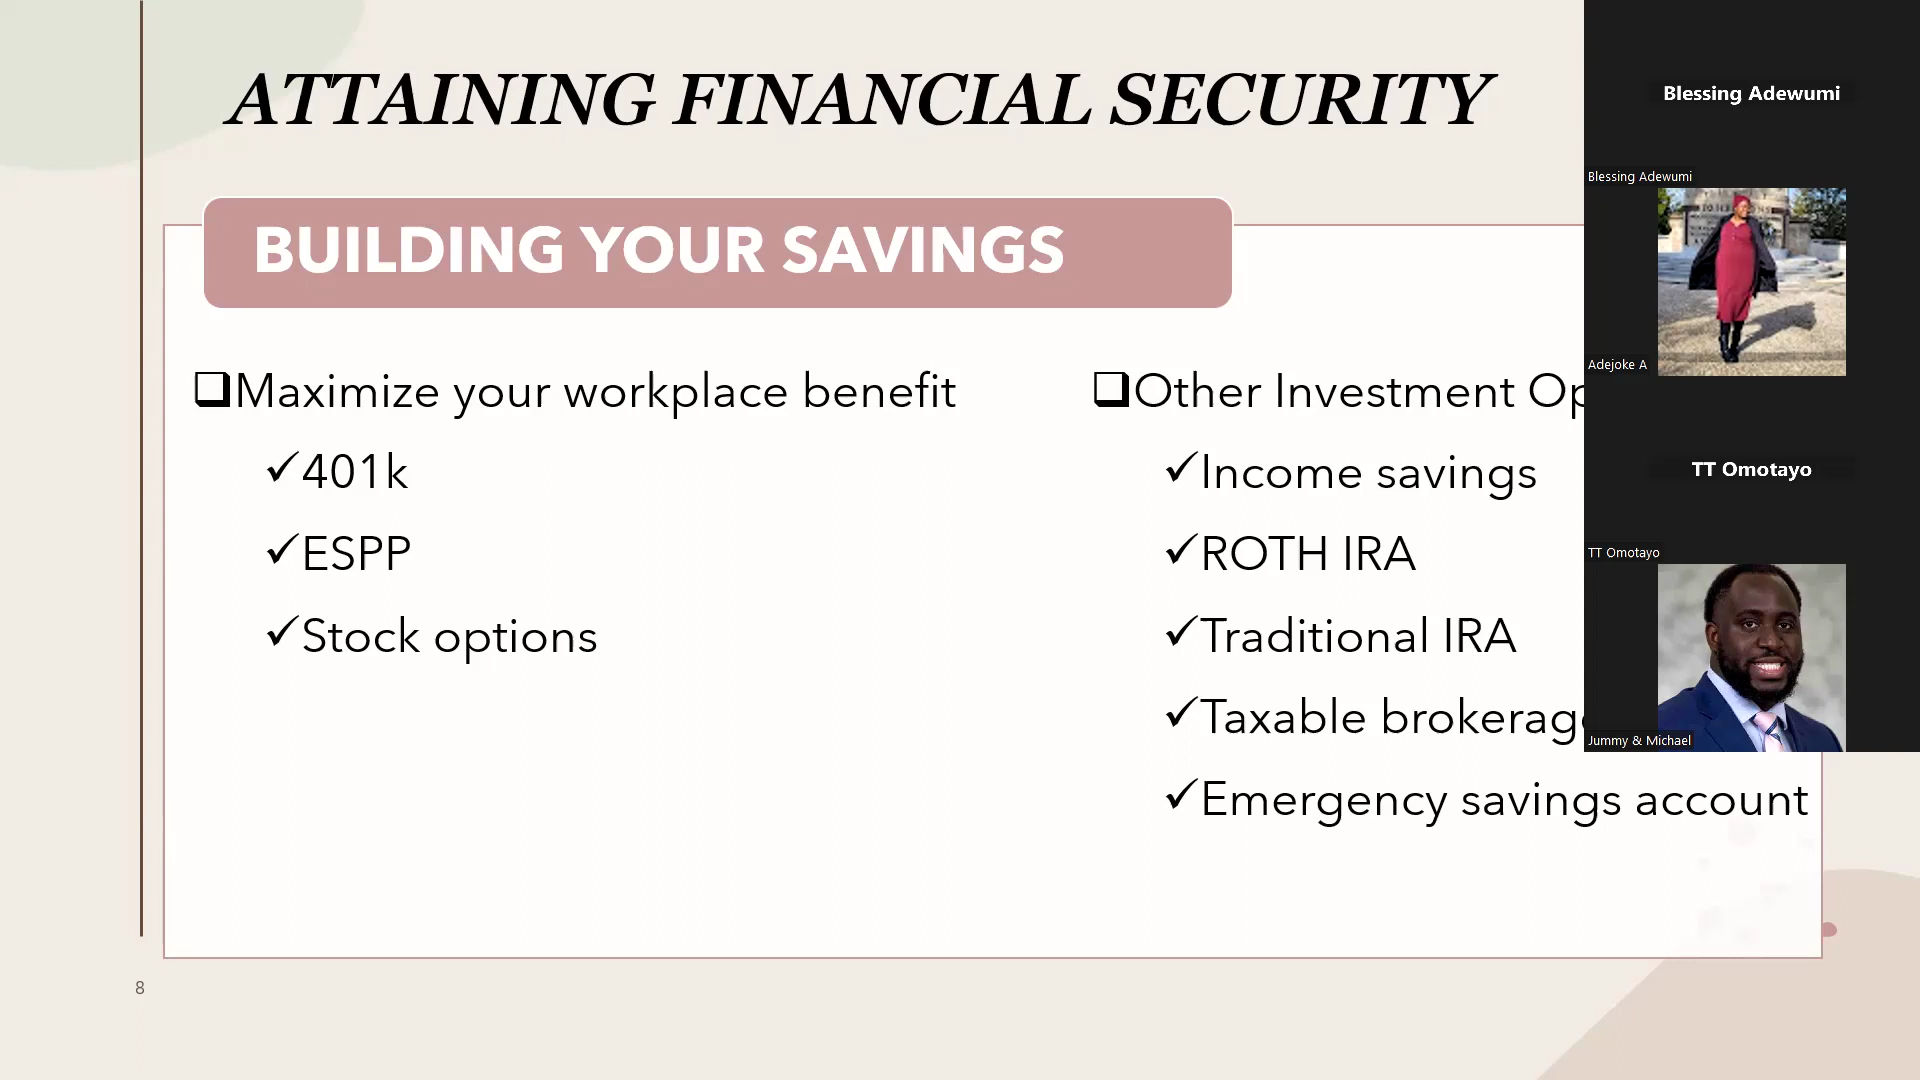 ATTAINING FINANCIAL SECURITY
BUILDING YOUR SAVINGS
❑Maximize your workplace benefit
✓401k
✓ESPP
✓Stock options
❑Other Investment
✓Income savings
✓ROTH IRA
✓Traditional IRA
✓Taxable
✓Emergency savings account
8
Blessing Adewumi
Blessing Adewumi
Adejoke A
TT Omotayo
TT Omotayo
Jummy & Michael